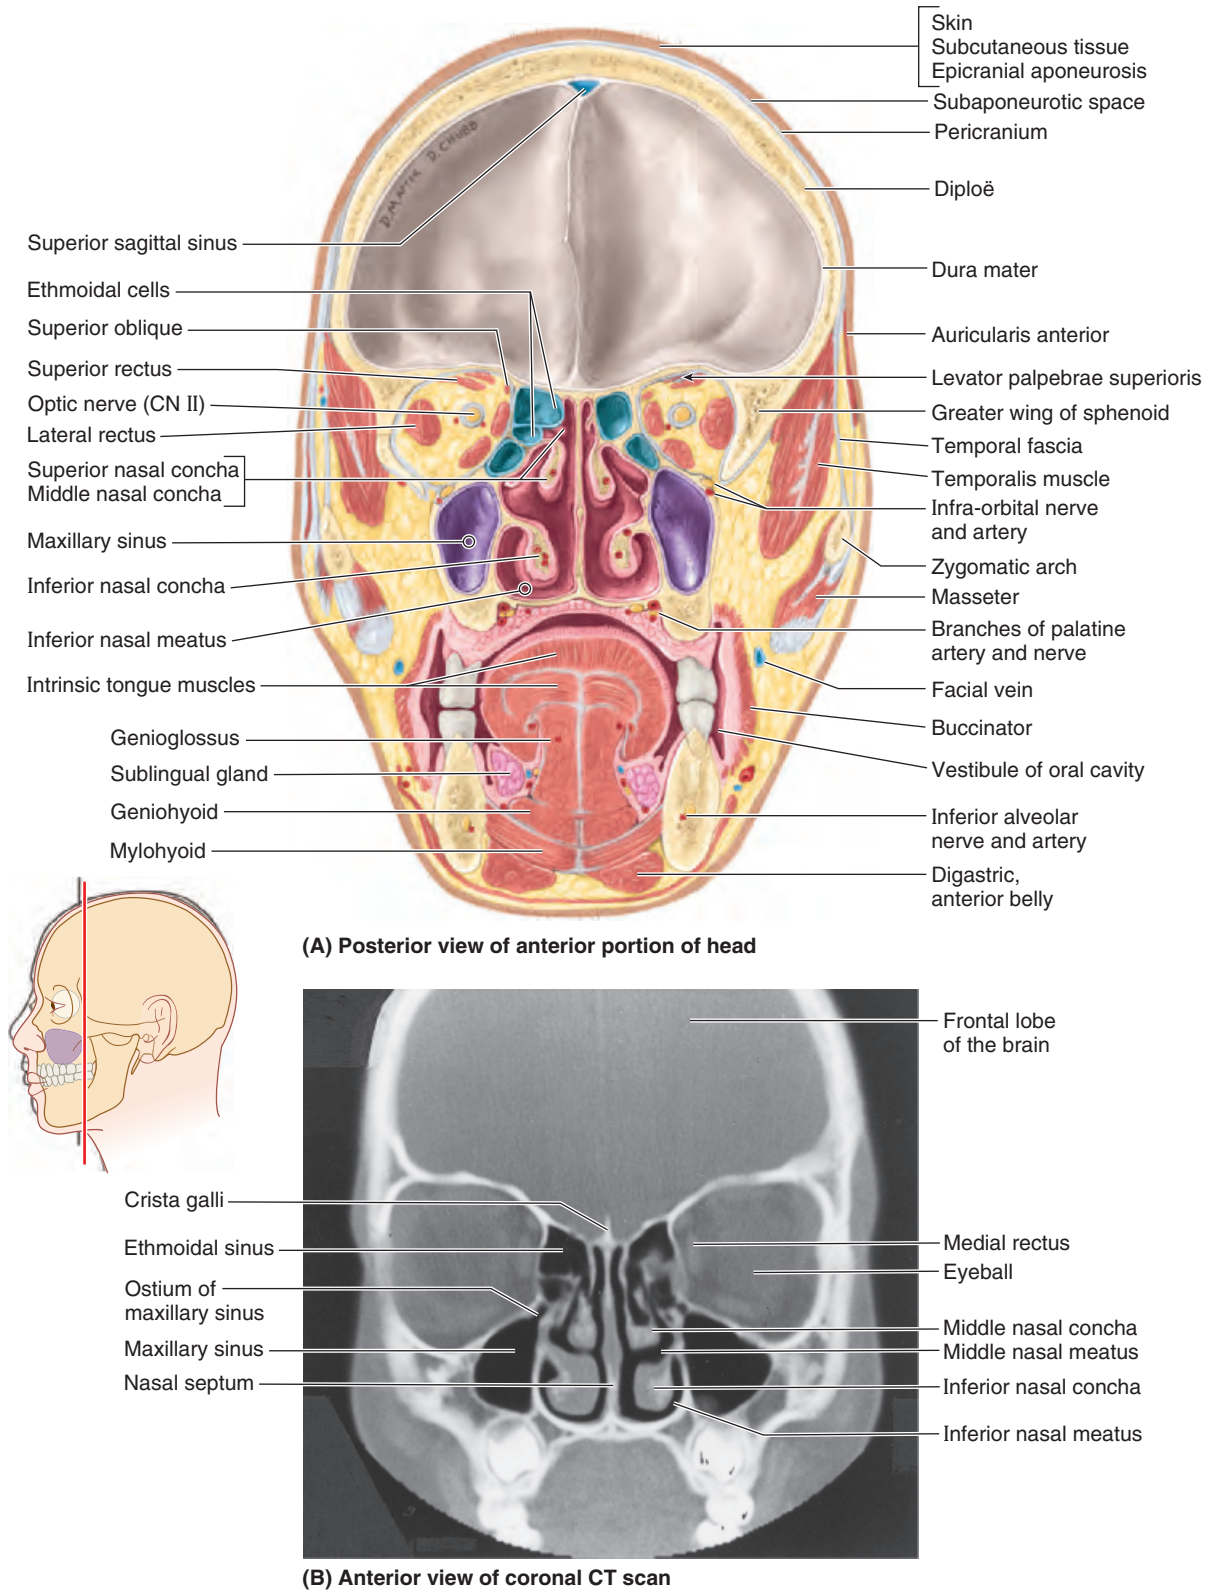 Skin
Subcutaneous tissue
Epicranial aponeurosis
Subaponeurotic space
Pericranium
Diploë
Dura mater
Auricularis anterior
Levator palpebrae superioris
Greater wing of sphenoid
Temporal fascia
Temporalis muscle
Infra-orbital nerve
and artery
Zygomatic arch
Masseter
Branches of palatine
artery and nerve
Facial vein
Buccinator
Vestibule of oral cavity
Inferior alveolar
nerve and artery
Digastric,
anterior belly
D.M AFTER D. CHUBB
Superior sagittal sinus
Ethmoidal cells
Superior oblique
Superior rectus
Optic nerve (CN II)
Lateral rectus
Superior nasal concha
Middle nasal concha
Maxillary sinus
Inferior nasal concha
Inferior nasal meatus
Intrinsic tongue muscles
Genioglossus
Sublingual gland
Geniohyoid
Mylohyoid
(A) Posterior view of anterior portion of head
Crista galli
Ethmoidal sinus
Ostium of
maxillary sinus
Maxillary sinus
Nasal septum
Frontal lobe
of the brain
Medial rectus
Eyeball
Middle nasal concha
Middle nasal meatus
Inferior nasal concha
Inferior nasal meatus
(B) Anterior view of coronal CT scan